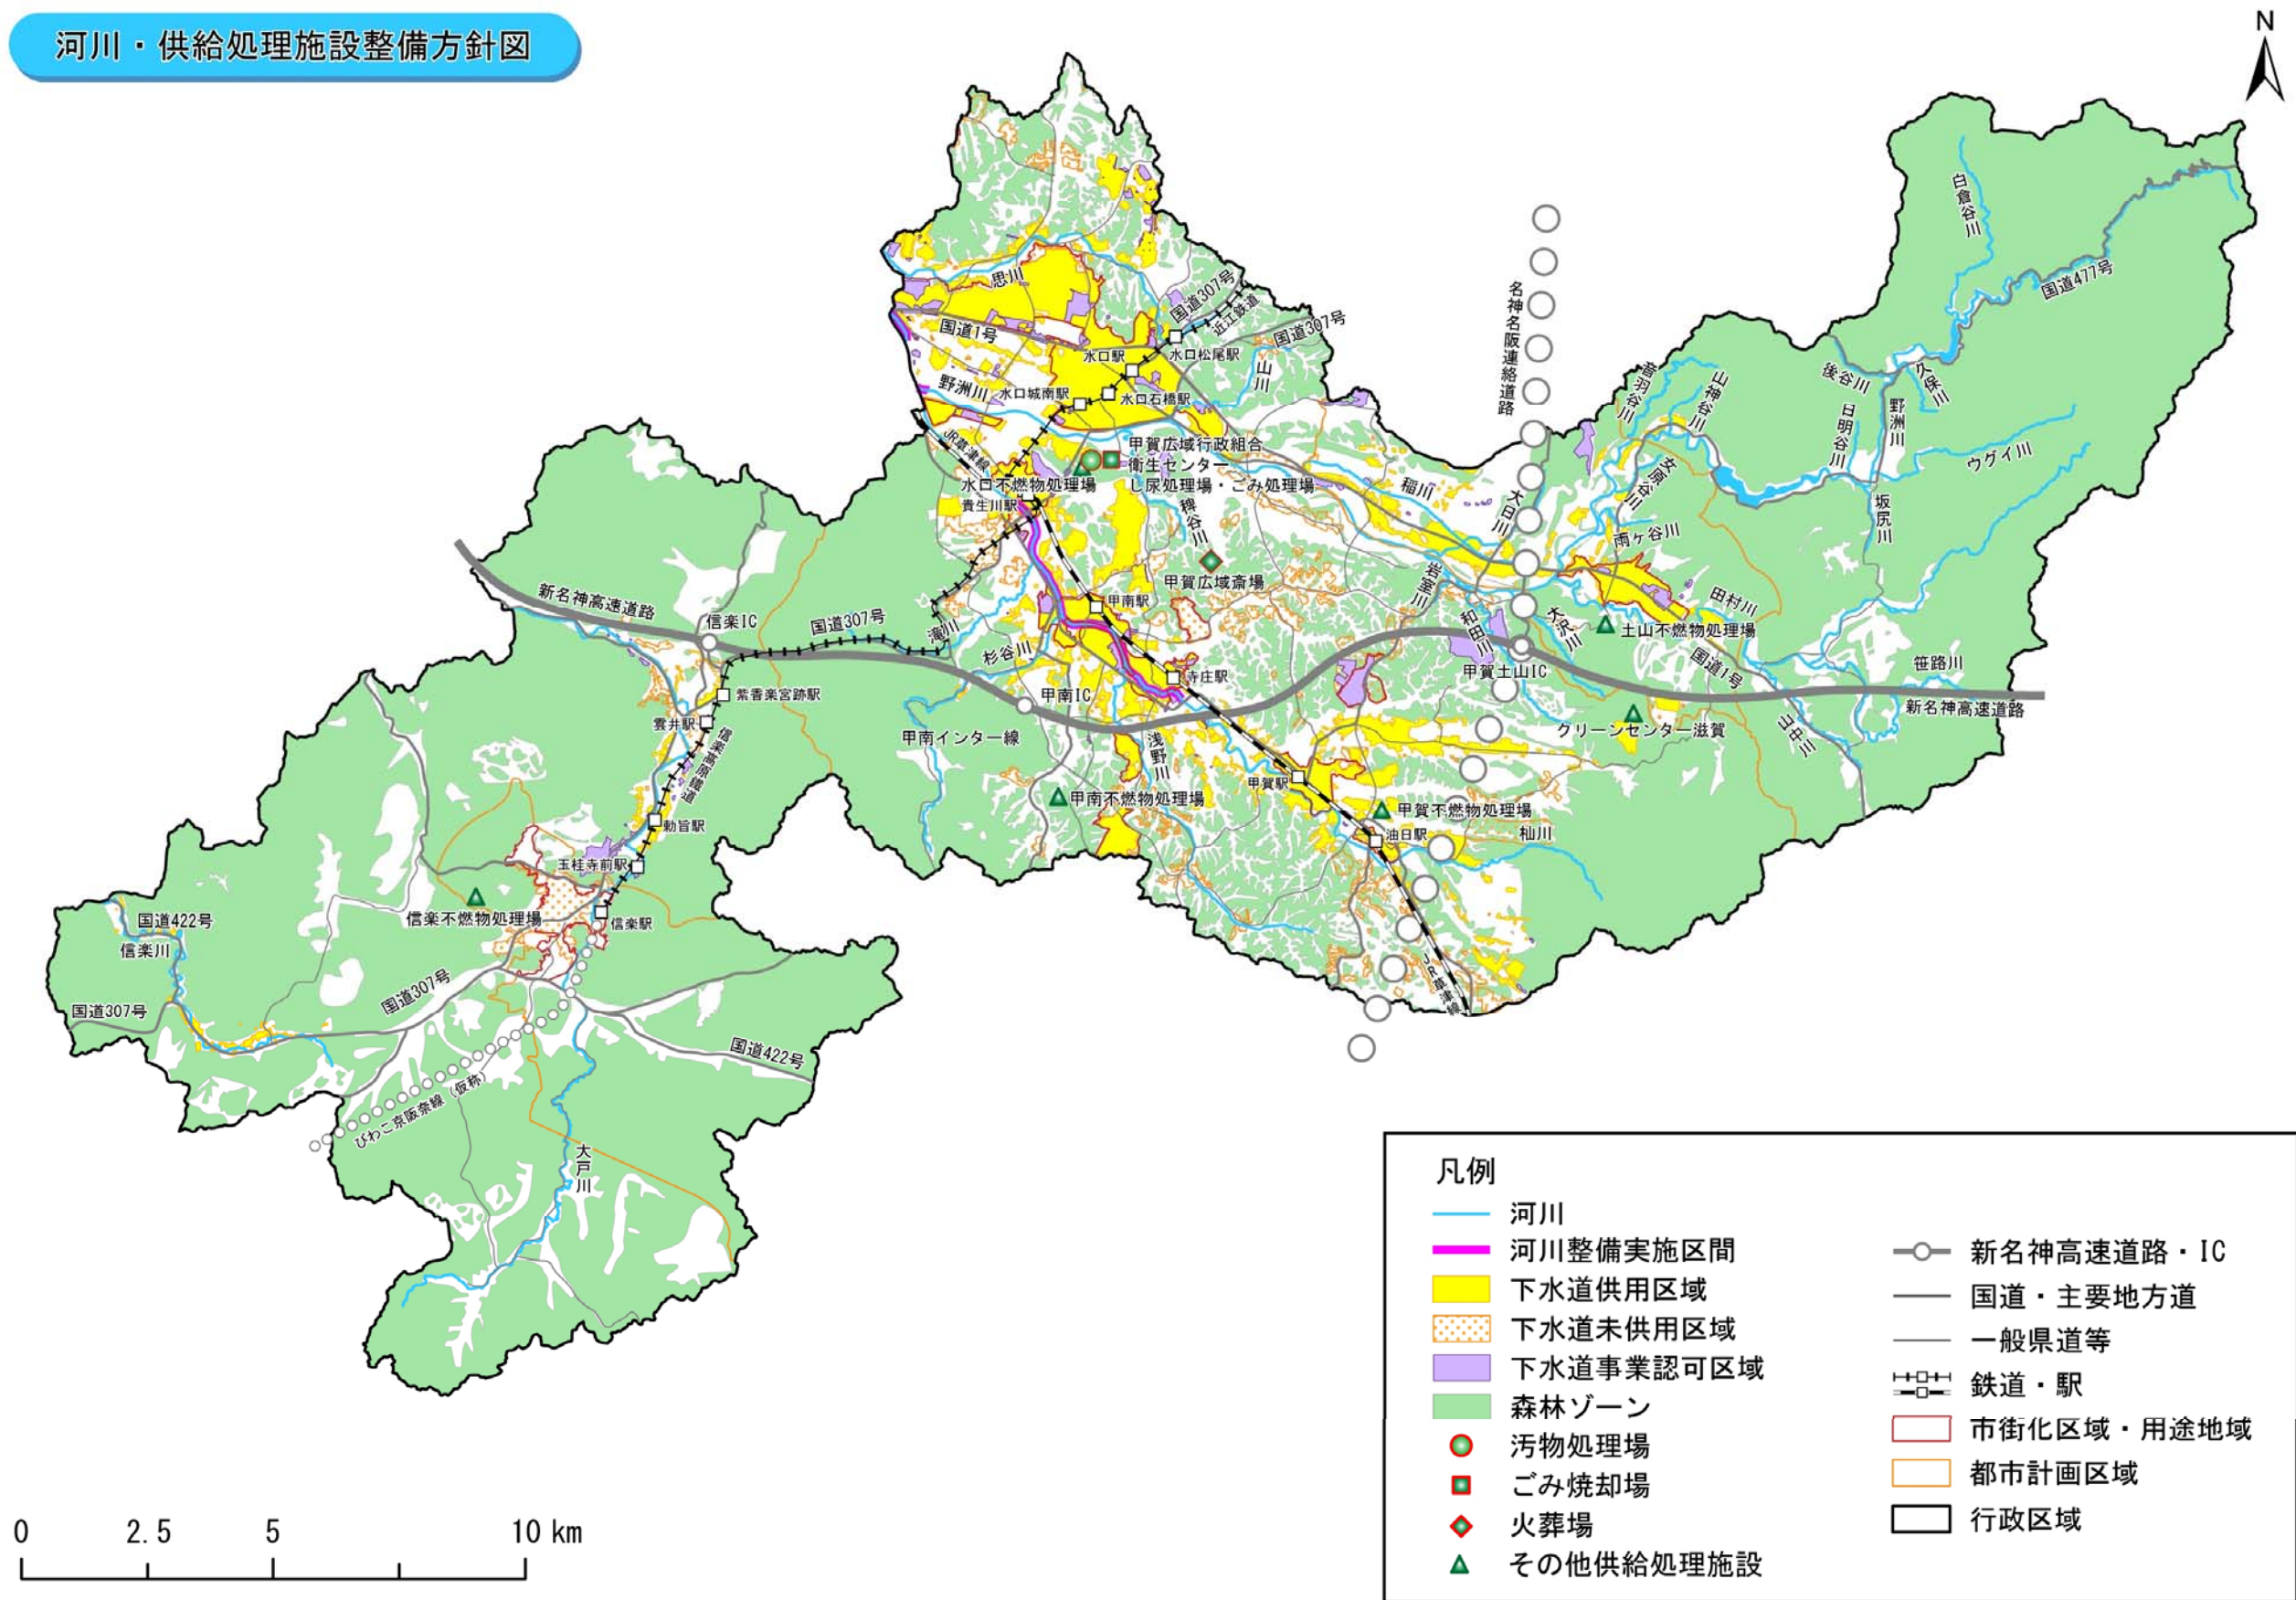 河川・供給処理施設整備方針図
N
思川
国道1号
国道307号
近江鉄道
国道307号
水口駅
水口松尾駅
山川
野洲川
水口城南駅
水口石橋駅
JR草津線
甲賀広域行政組合
衛生センター
し尿処理場・ごみ処理場
水口不燃物処理場
貴生川駅
稗谷川
甲賀広域斎場
甲南駅
稲川
大日川
名神名阪連絡道路
音羽谷川
山神谷川
女原谷川
雨ヶ谷川
白倉谷川
国道477号
後谷川
久保川
日明谷川
野洲川
ウグイ川
坂尻川
岩室川
和田川
大沢川
田村川
土山不燃物処理場
甲賀土山IC
国道1号
笹路川
新名神高速道路
クリーンセンター滋賀
新名神高速道路
信楽IC
国道307号
滝川
杉谷川
寺庄駅
甲南IC
甲南インター線
浅野川
紫香楽宮跡駅
雲井駅
信楽高原鐵道
勅旨駅
玉桂寺前駅
信楽不燃物処理場
信楽駅
甲南不燃物処理場
甲賀駅
甲賀不燃物処理場
油日駅
杣川
JR草津線
国道422号
信楽川
国道307号
国道307号
国道422号
びわこ京阪奈線(仮称)
大戸川
凡例
河川
河川整備実施区間
下水道供用区域
下水道未供用区域
下水道事業認可区域
森林ゾーン
汚物処理場
ごみ焼却場
火葬場
その他供給処理施設
新名神高速道路・IC
国道・主要地方道
一般県道等
鉄道・駅
市街化区域・用途地域
都市計画区域
行政区域
0 2.5 5 10 km